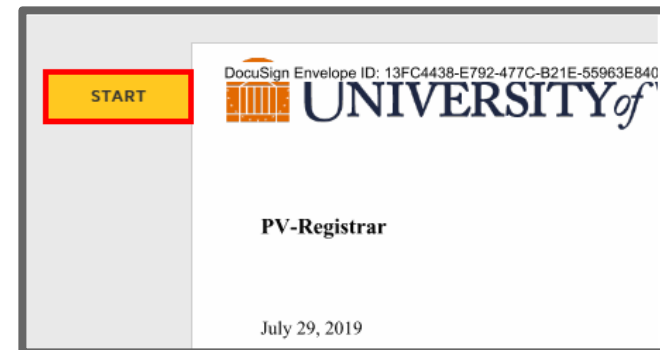 START
DocuSign Envelope ID: 13FC4438-E792-477C-B21E-55963E840
UNIVERSITY of
PV-Registrar
July 29, 2019